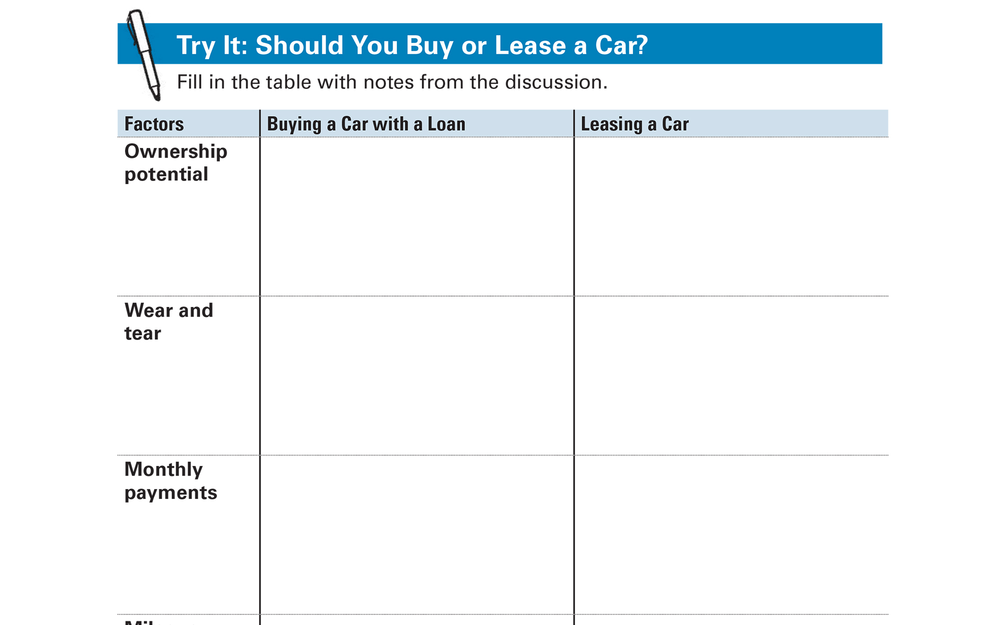 Try It: Should You Buy or Lease a Car?
Fill in the table with notes from the discussion.
Factors
Buying a Car with a Loan
Leasing a Car
Ownership
potential
Wear and
tear
Monthly
payments